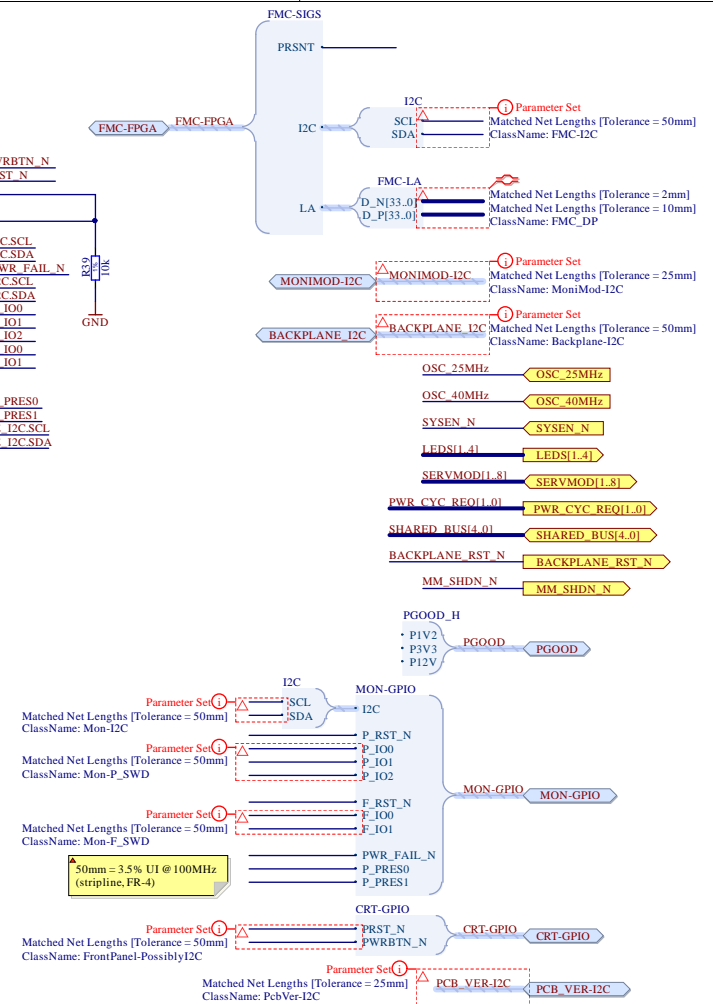 FMC-SIGS
PRSNT
I2C
FMC-FPGA
FMC-FPGA
I2C
SCL
SDA
Parameter Set
Matched Net Lengths [Tolerance = 50mm]
ClassName: FMC-I2C
FMC-LA
LA
D_N[33..0]
D_P[33..0]
Matched Net Lengths [Tolerance = 2mm]
Matched Net Lengths [Tolerance = 10mm]
ClassName: FMC_DP
ST_N
C.SCL
C.SDA
WR_FAIL_N
C.SCL
C.SDA
_IO0
_IO1
_IO2
_IO0
_IO1
R39
1%
10k
GND
_PRES0
_PRES1
_I2C.SCL
_I2C.SDA
MONIMOD-I2C
MONIMOD-I2C
Parameter Set
Matched Net Lengths [Tolerance = 25mm]
ClassName: MoniMod-I2C
BACKPLANE_I2C
BACKPLANE_I2C
Parameter Set
Matched Net Lengths [Tolerance = 50mm]
ClassName: Backplane-I2C
OSC_25MHz
OSC_25MHz
OSC_40MHz
OSC_40MHz
SYSEN_N
SYSEN_N
LEDS[1..4]
LEDS[1..4]
SERVMOD[1..8]
SERVMOD[1..8]
PWR_CYC_REQ[1..0]
PWR_CYC_REQ[1..0]
SHARED_BUS[4..0]
SHARED_BUS[4..0]
BACKPLANE_RST_N
BACKPLANE_RST_N
MM_SHDN_N
MM_SHDN_N
PGOOD_H
P1V2
P3V3
P12V
PGOOD
PGOOD
I2C
SCL
SDA
Parameter Set
Matched Net Lengths [Tolerance = 50mm]
ClassName: Mon-I2C
MON-GPIO
I2C
P_RST_N
P_IO0
P_IO1
P_IO2
Parameter Set
Matched Net Lengths [Tolerance = 50mm]
ClassName: Mon-P_SWD
F_RST_N
F_IO0
F_IO1
Parameter Set
Matched Net Lengths [Tolerance = 50mm]
ClassName: Mon-F_SWD
MON-GPIO
MON-GPIO
PWR_FAIL_N
P_PRES0
P_PRES1
50mm = 3.5% UI @100MHz
(stripline, FR-4)
CRT-GPIO
PRST_N
PWRBTN_N
Parameter Set
Matched Net Lengths [Tolerance = 50mm]
ClassName: FrontPanel-PossiblyI2C
CRT-GPIO
CRT-GPIO
Parameter Set
Matched Net Lengths [Tolerance = 25mm]
ClassName: PcbVer-I2C
PCB_VER-I2C
PCB_VER-I2C